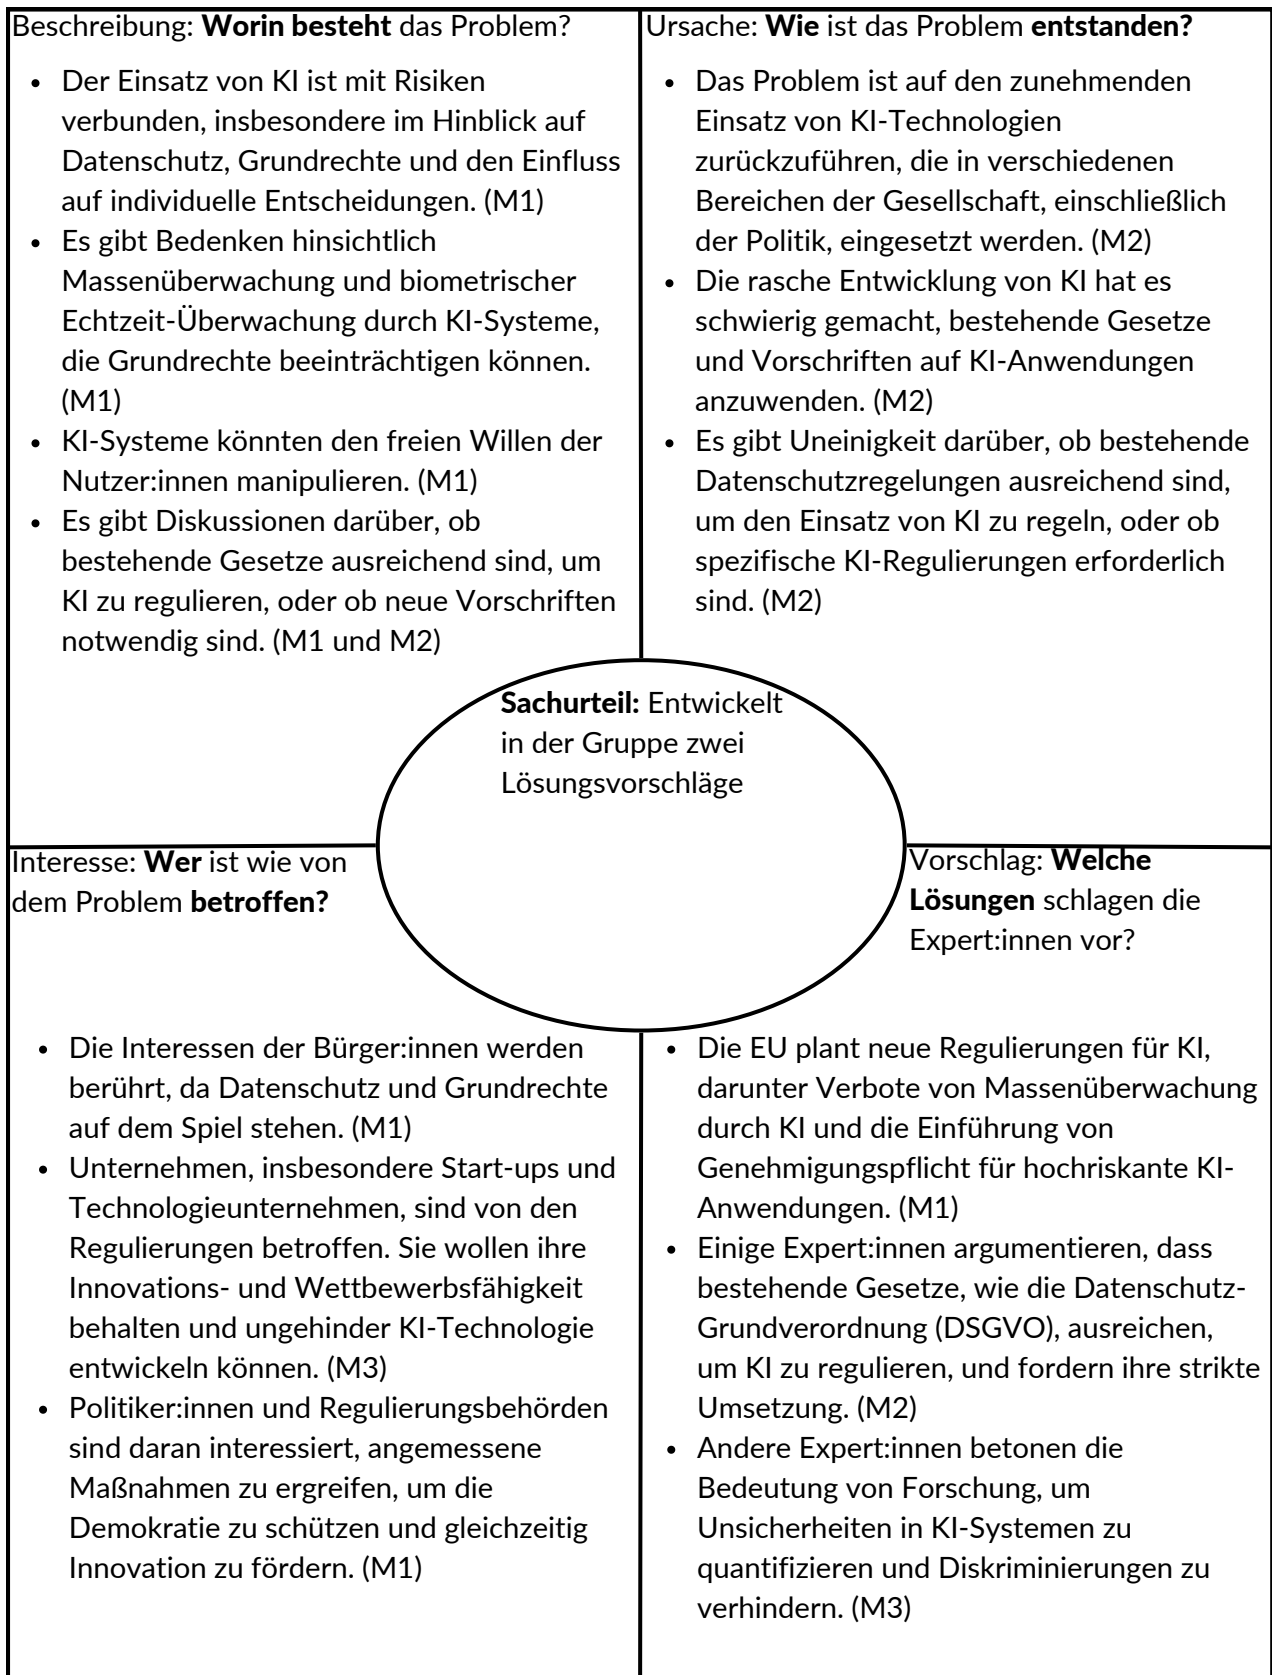 Beschreibung: Worin besteht das Problem?
• Der Einsatz von KI ist mit Risiken
verbunden, insbesondere im Hinblick auf
Datenschutz, Grundrechte und den Einfluss
auf individuelle Entscheidungen. (M1)
• Es gibt Bedenken hinsichtlich
Massenüberwachung und biometrischer
Echtzeit-Überwachung durch KI-Systeme,
die Grundrechte beeinträchtigen können.
(M1)
• KI-Systeme könnten den freien Willen der
Nutzer:innen manipulieren. (M1)
• Es gibt Diskussionen darüber, ob
bestehende Gesetze ausreichend sind, um
KI zu regulieren, oder ob neue Vorschriften
notwendig sind. (M1 und M2)
Ursache: Wie ist das Problem entstanden?
• Das Problem ist auf den zunehmenden
Einsatz von KI-Technologien
zurückzuführen, die in verschiedenen
Bereichen der Gesellschaft, einschließlich
der Politik, eingesetzt werden. (M2)
• Die rasche Entwicklung von KI hat es
schwierig gemacht, bestehende Gesetze
und Vorschriften auf KI-Anwendungen
anzuwenden. (M2)
• Es gibt Uneinigkeit darüber, ob bestehende
Datenschutzregelungen ausreichend sind,
um den Einsatz von KI zu regeln, oder ob
spezifische KI-Regulierungen erforderlich
sind. (M2)
Sachurteil: Entwickelt
in der Gruppe zwei
Lösungsvorschläge
Interesse: Wer ist wie von
dem Problem betroffen?
• Die Interessen der Bürger:innen werden
berührt, da Datenschutz und Grundrechte
auf dem Spiel stehen. (M1)
• Unternehmen, insbesondere Start-ups und
Technologieunternehmen, sind von den
Regulierungen betroffen. Sie wollen ihre
Innovations- und Wettbewerbsfähigkeit
behalten und ungehinder KI-Technologie
entwickeln können. (M3)
• Politiker:innen und Regulierungsbehörden
sind daran interessiert, angemessene
Maßnahmen zu ergreifen, um die
Demokratie zu schützen und gleichzeitig
Innovation zu fördern. (M1)
Vorschlag: Welche
Lösungen schlagen die
Expert:innen vor?
• Die EU plant neue Regulierungen für KI,
darunter Verbote von Massenüberwachung
durch KI und die Einführung von
Genehmigungspflicht für hochriskante KI-
Anwendungen. (M1)
• Einige Expert:innen argumentieren, dass
bestehende Gesetze, wie die Datenschutz-
Grundverordnung (DSGVO), ausreichen,
um KI zu regulieren, und fordern ihre strikte
Umsetzung. (M2)
• Andere Expert:innen betonen die
Bedeutung von Forschung, um
Unsicherheiten in KI-Systemen zu
quantifizieren und Diskriminierungen zu
verhindern. (M3)